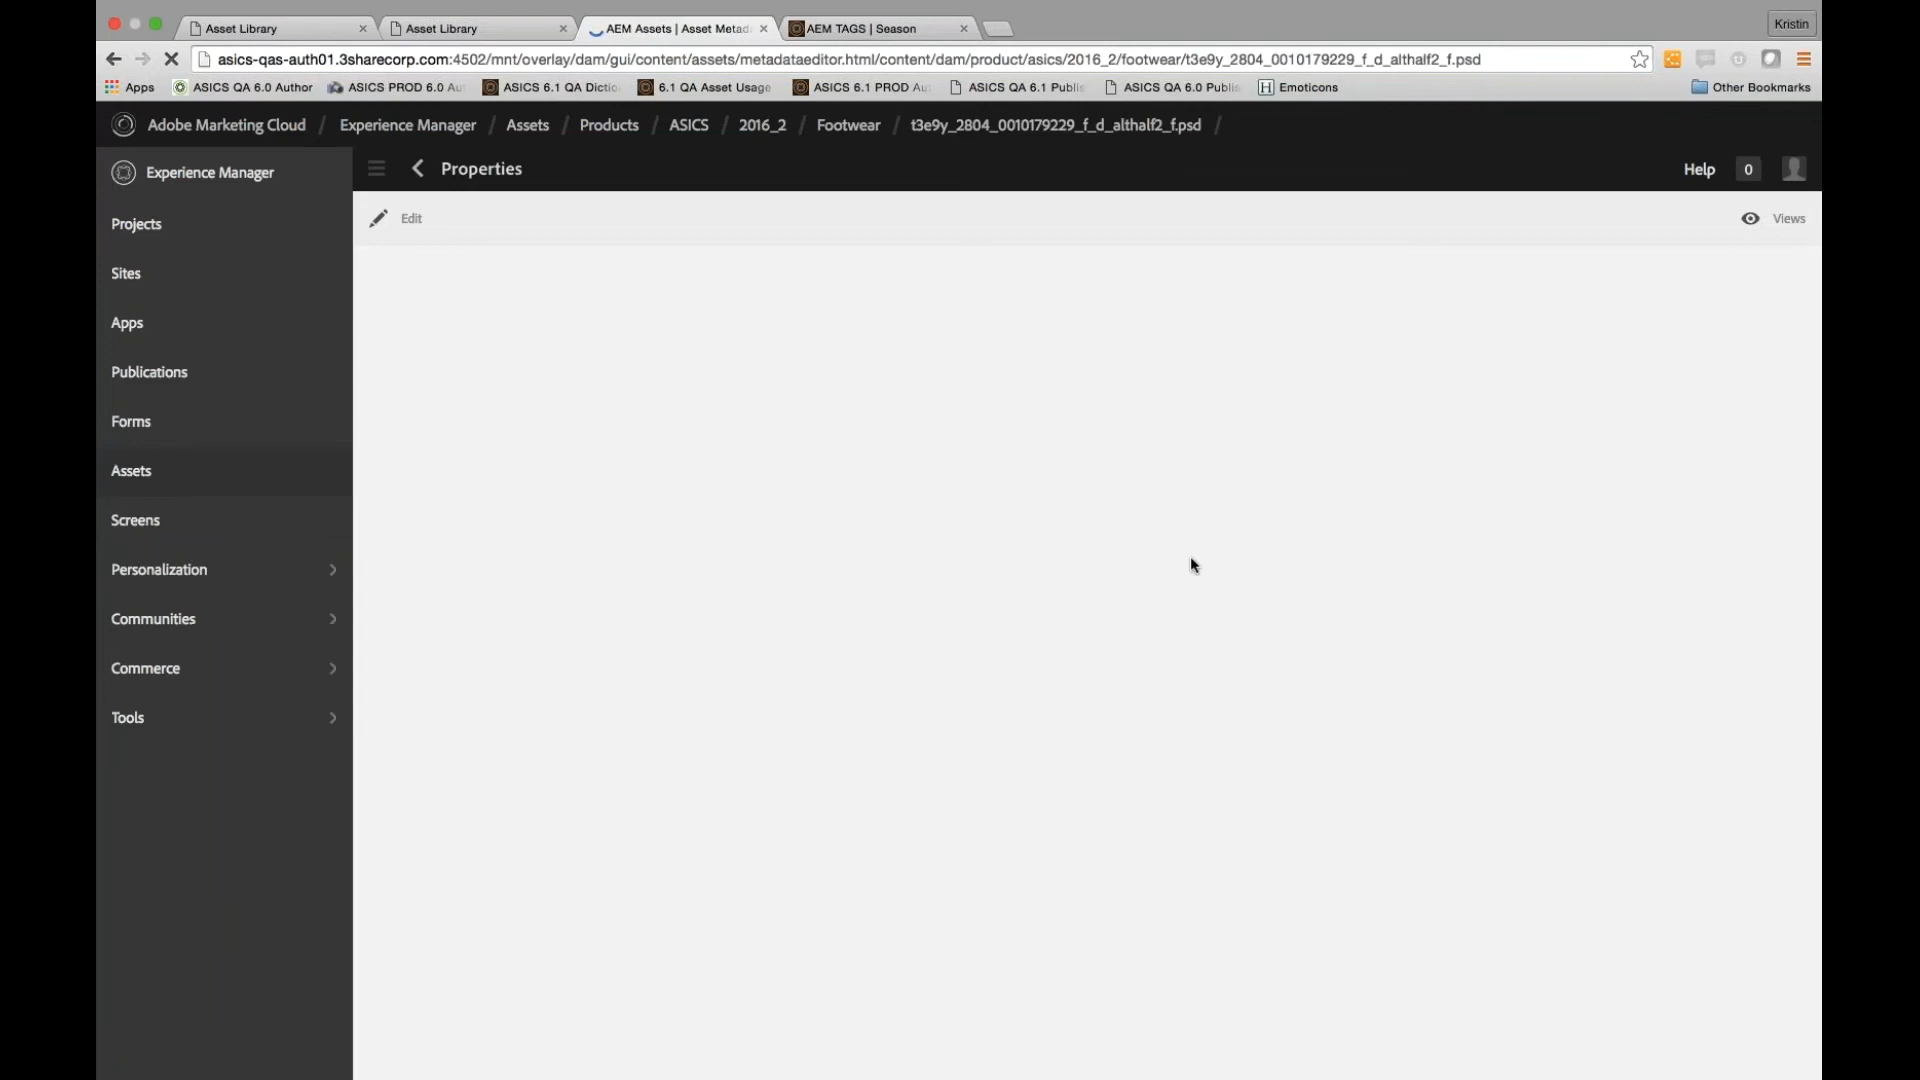 Asset Library
Asset Library
AEM Assets | Asset Metad
AEM TAGS | Season
Kristin
asics-qas-auth01.3sharecorp.com:4502/mnt/overlay/dam/gui/content/assets/metadataeditor.html/content/dam/product/asics/2016_2/footwear/t3e9y_2804_0010179229_f_d_althalf2_f.psd
Apps
ASICS QA 6.0 Author
ASICS PROD 6.0 Au
ASICS 6.1 QA Dictio
6.1 QA Asset Usage
ASICS 6.1 PROD Au
ASICS QA 6.1 Publis
ASICS QA 6.0 Publis
H Emoticons
Other Bookmarks
Adobe Marketing Cloud / Experience Manager / Assets / Products / ASICS / 2016_2 / Footwear / t3e9y_2804_0010179229_f_d_althalf2_f.psd /
Experience Manager
Properties
Help
0
Projects
Edit
Views
Sites
Apps
Publications
Forms
Assets
Screens
Personalization
Communities
Commerce
Tools